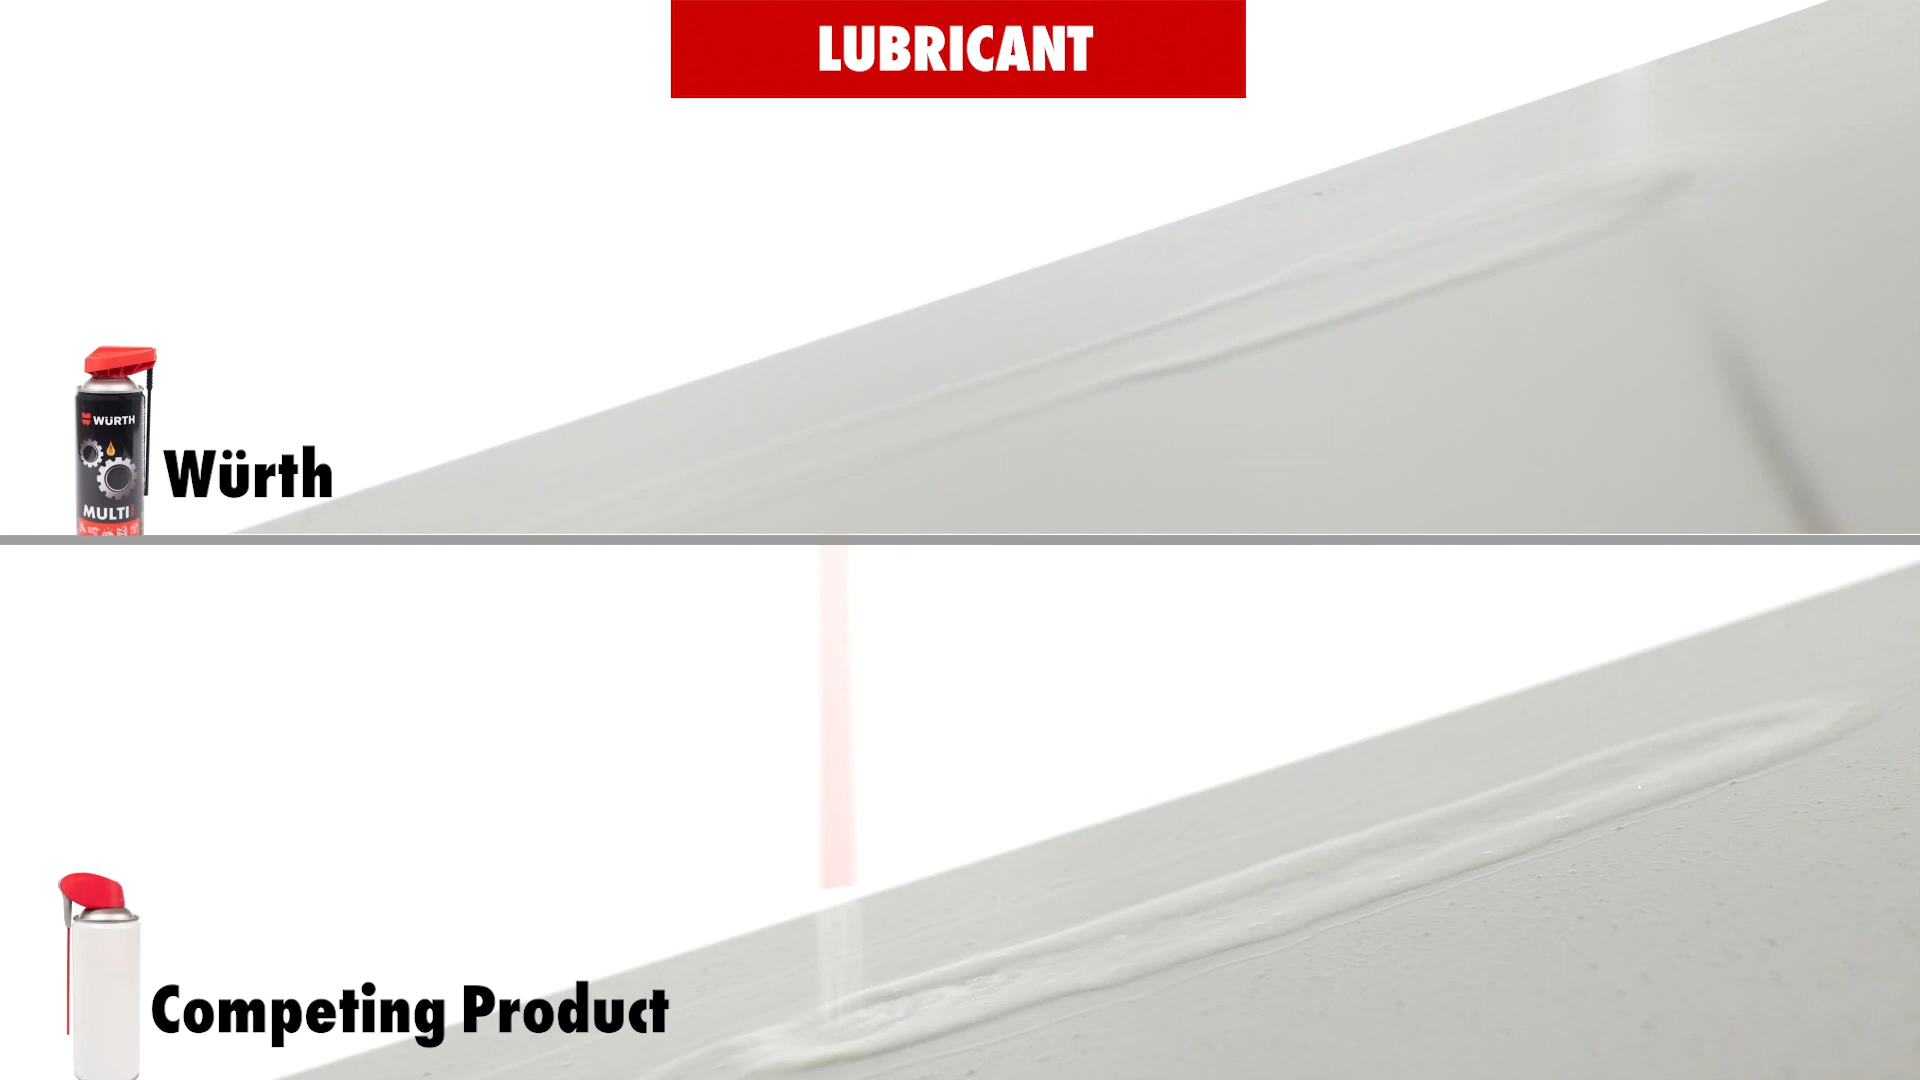 LUBRICANT
WÜRTH
MULTI
Würth
Competing Product